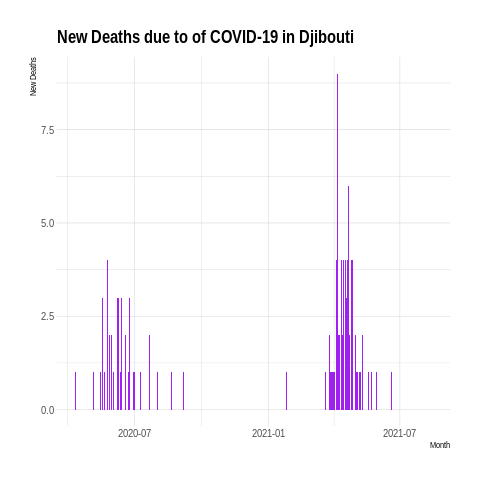 New Deaths due to of COVID-19 in Djibouti
New Deaths
7.5
5.0
2.5
0.0
2020-07
2021-01
2021-07
Month